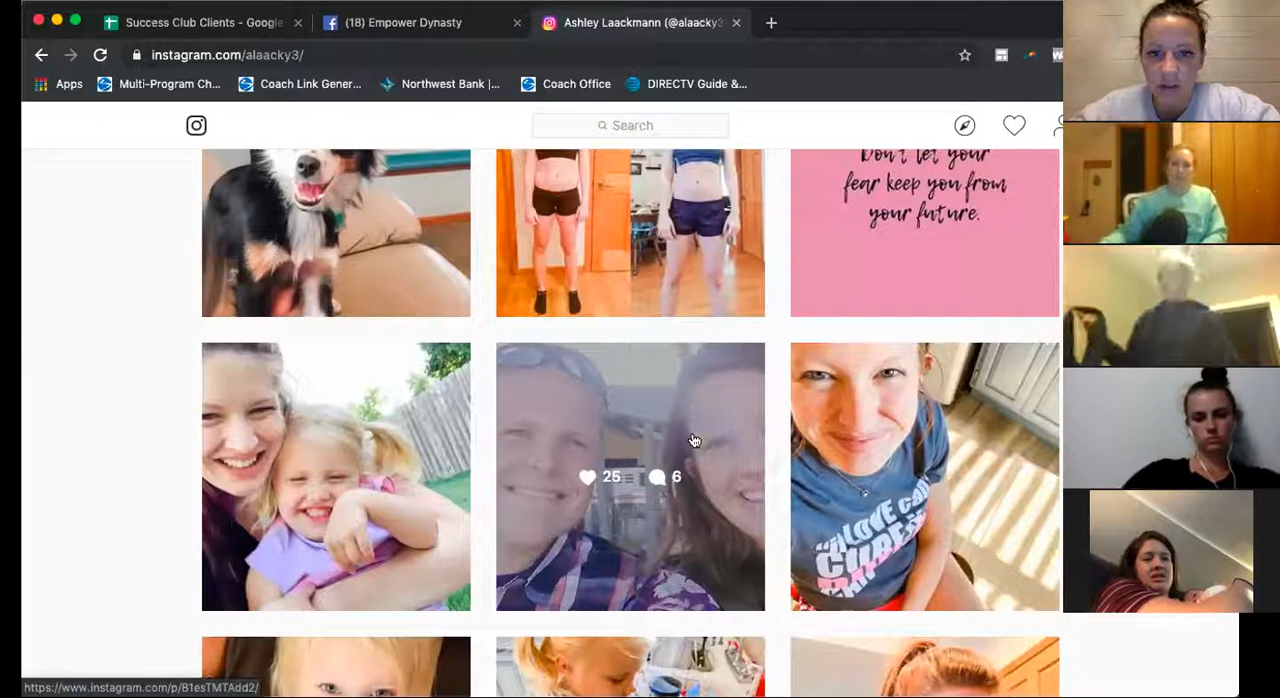 Success Club Clients - Google
(18) Empower Dynasty
Ashley Laackmann (@alaacky3
instagram.com/alaacky3/
Apps
Multi-Program Ch...
Coach Link Gener...
Northwest Bank |...
Coach Office
DIRECTV Guide &...
Search
Don't let your
fear keep you from
your future.
25
6
https://www.instagram.com/p/B1esTMTAdd2/